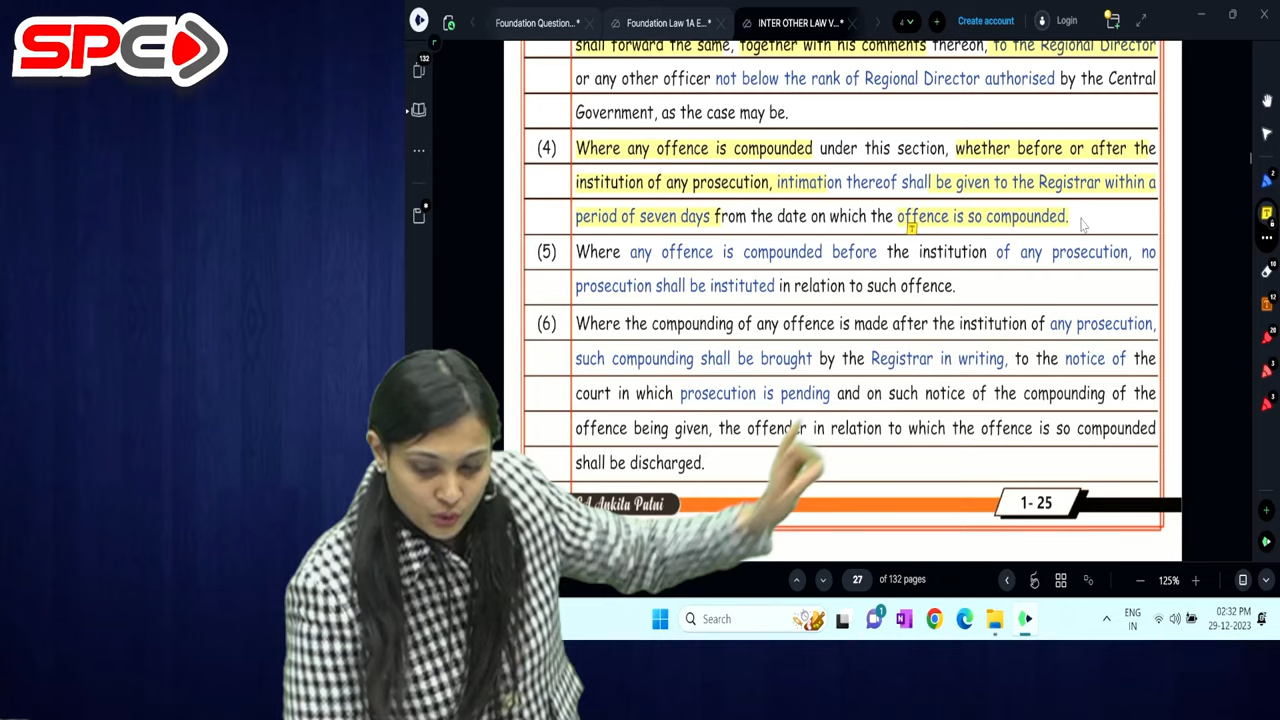 SPC
Foundation Question...*
Foundation Law 1A E...*
INTER OTHER LAW V...*
4
Create account
Login
132
shall forward the same, together with his comments thereon, to the Regional Director
or any other officer not below the rank of Regional Director authorised by the Central
Government, as the case may be.
(4) Where any offence is compounded under this section, whether before or after the
institution of any prosecution, intimation thereof shall be given to the Registrar within a
period of seven days from the date on which the offence is so compounded.
(5) Where any offence is compounded before the institution of any prosecution, no
prosecution shall be instituted in relation to such offence.
(6) Where the compounding of any offence is made after the institution of any prosecution,
such compounding shall be brought by the Registrar in writing, to the notice of the
court in which prosecution is pending and on such notice of the compounding of the
offence being given, the offender in relation to which the offence is so compounded
shall be discharged.
CA Ankita Patni
1- 25
27 of 132 pages
125%
Search
ENG
IN
02:32 PM
29-12-2023